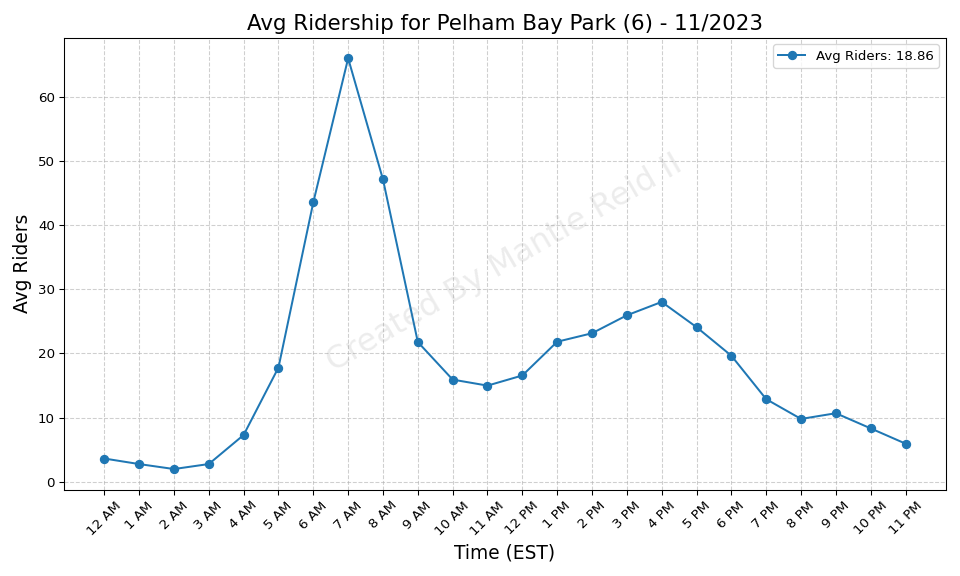 Avg Ridership for Pelham Bay Park (6) - 11/2023
Avg Riders: 18.86
Avg Riders
60
50
40
30
20
10
0
Created By Mantle Reid II
12 AM
1 AM
2 AM
3 AM
4 AM
5 AM
6 AM
7 AM
8 AM
9 AM
10 AM
11 AM
12 PM
1 PM
2 PM
3 PM
4 PM
5 PM
6 PM
7 PM
8 PM
9 PM
10 PM
11 PM
Time (EST)